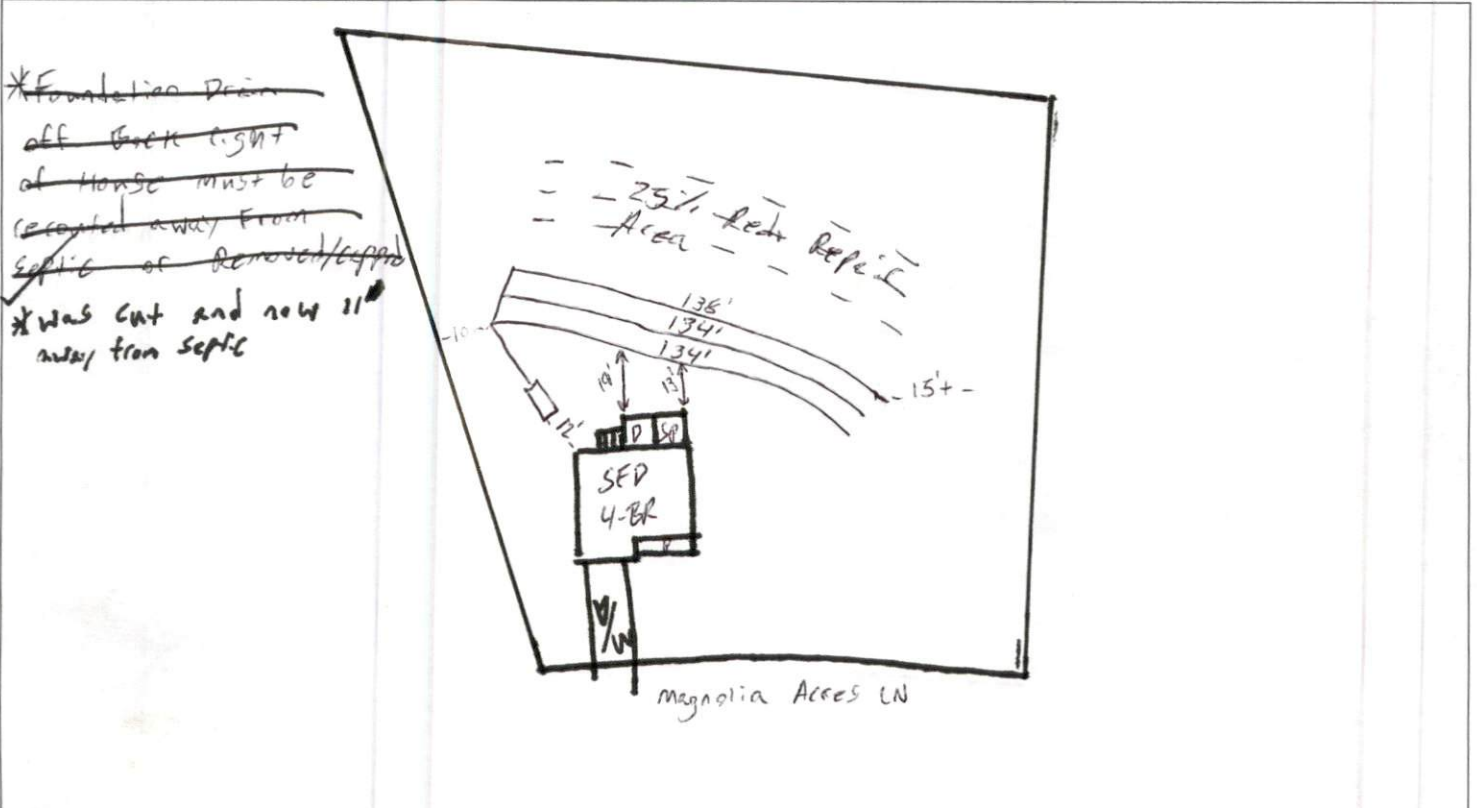 *Foundation Drain
off Back right
of House must be
rerouted away From
Septic or Removed/capped
*was cut and now 11'
away from septic
25% Red. Repair
Area
138'
134'
134'
-10-
19'
13'
-15'+-
12'
D
SP
SFD
4-BR
P
D/W
Magnolia Acres LN